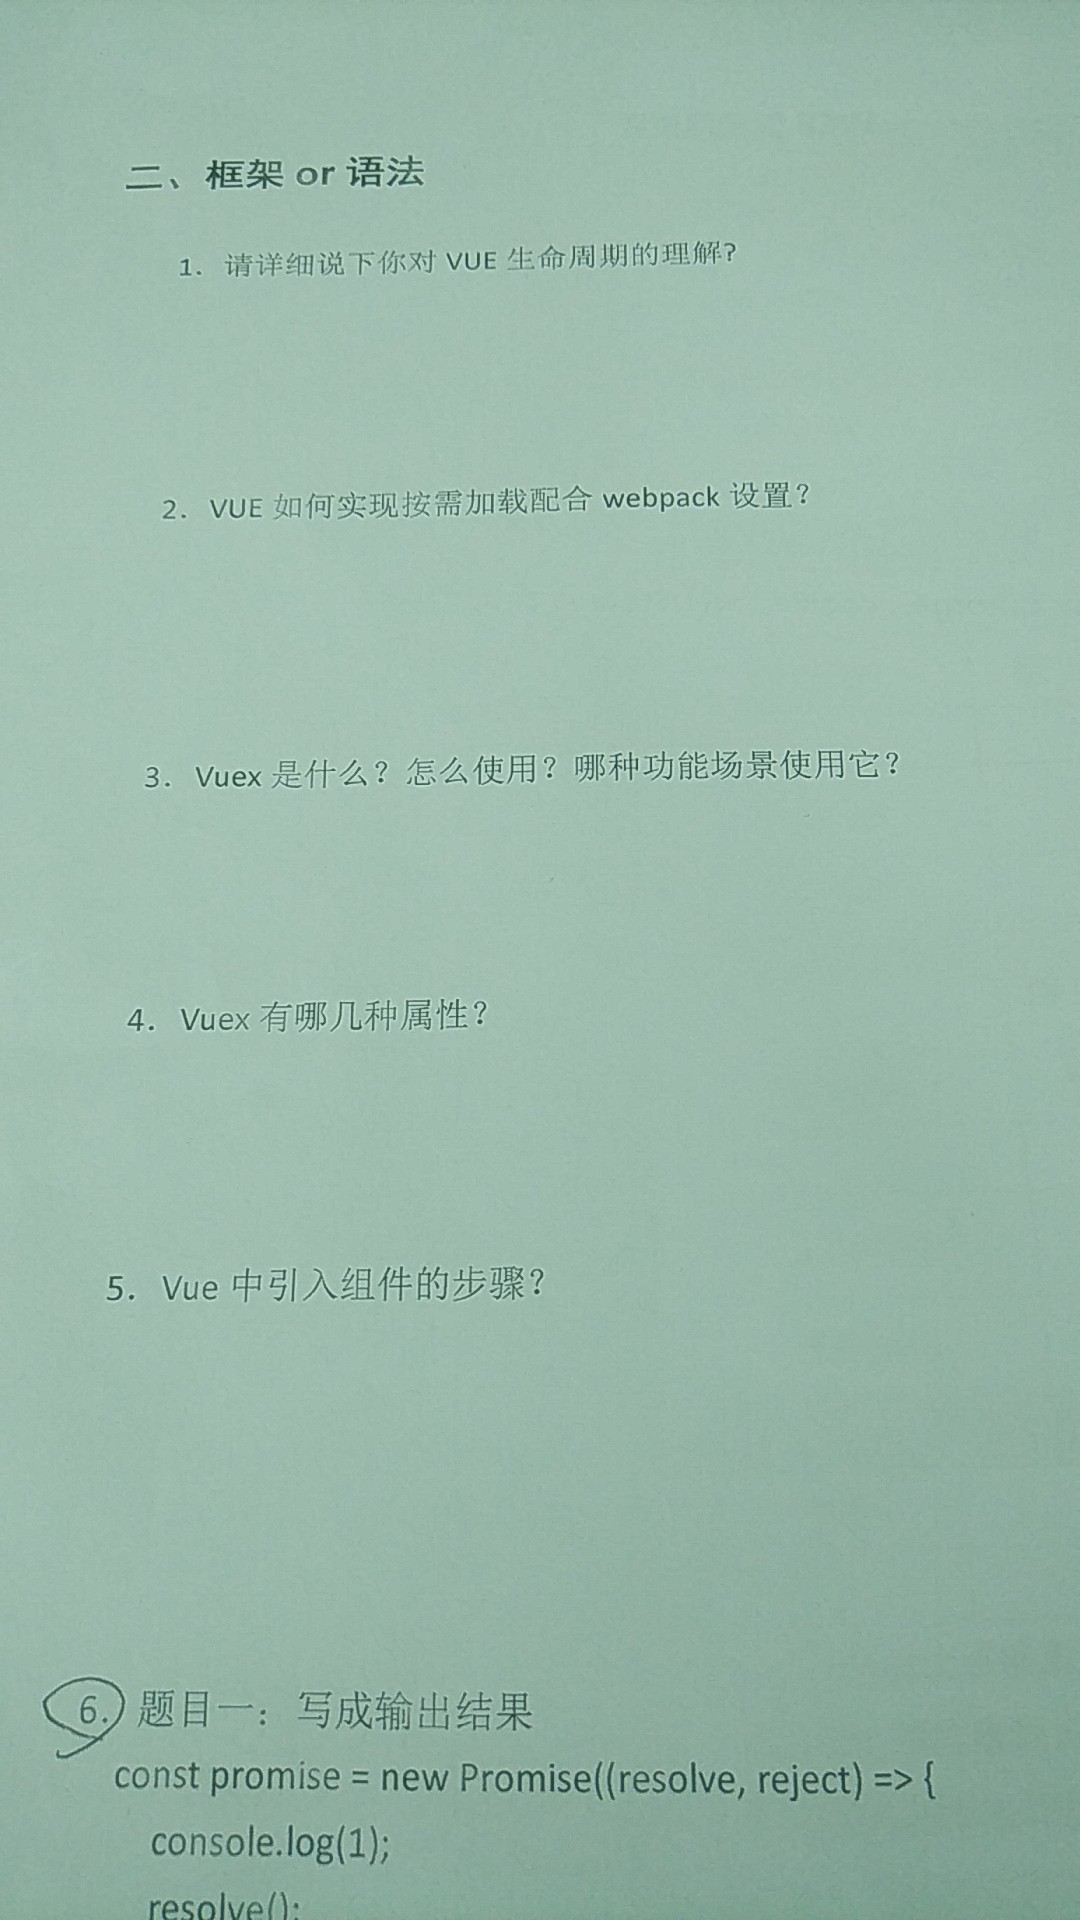 二、框架 or 语法
1. 请详细说下你对 VUE 生命周期的理解?
2. VUE 如何实现按需加载配合 webpack 设置？
3. Vuex 是什么？怎么使用？哪种功能场景使用它？
4. Vuex 有哪几种属性？
5. Vue 中引入组件的步骤？
6. 题目一：写成输出结果
const promise = new Promise((resolve, reject) => {
console.log(1);
resolve();